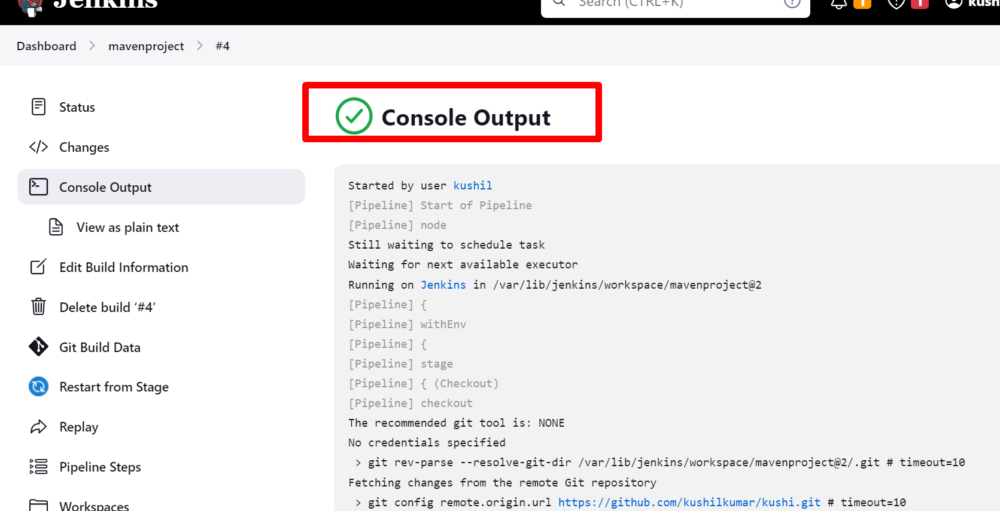 Jenkins
Search (CTRL+K)
1
1
kush
Dashboard
mavenproject
#4
Status
Changes
Console Output
View as plain text
Edit Build Information
Delete build ‘#4’
Git Build Data
Restart from Stage
Replay
Pipeline Steps
Workspaces
Console Output
Started by user kushil
[Pipeline] Start of Pipeline
[Pipeline] node
Still waiting to schedule task
Waiting for next available executor
Running on Jenkins in /var/lib/jenkins/workspace/mavenproject@2
[Pipeline] {
[Pipeline] withEnv
[Pipeline] {
[Pipeline] stage
[Pipeline] { (Checkout)
[Pipeline] checkout
The recommended git tool is: NONE
No credentials specified
> git rev-parse --resolve-git-dir /var/lib/jenkins/workspace/mavenproject@2/.git # timeout=10
Fetching changes from the remote Git repository
> git config remote.origin.url https://github.com/kushilkumar/kushi.git # timeout=10